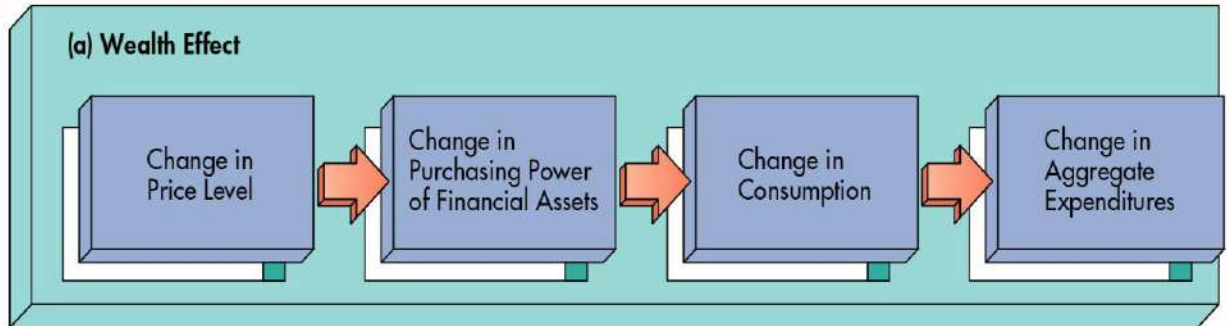 (a) Wealth Effect
Change in
Price Level
Change in
Purchasing Power
of Financial Assets
Change in
Consumption
Change in
Aggregate
Expenditures